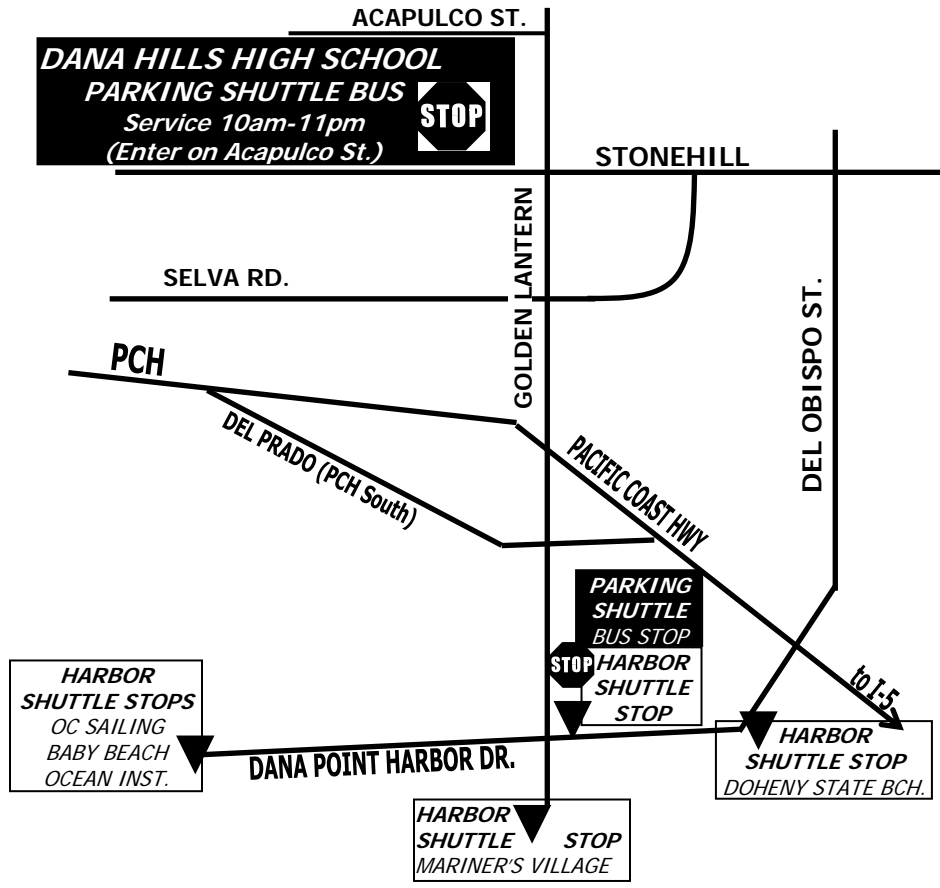 ACAPULCO ST.
DANA HILLS HIGH SCHOOL
PARKING SHUTTLE BUS
Service 10am-11pm
(Enter on Acapulco St.)
STOP
STONEHILL
GOLDEN LANTERN
SELVA RD.
DEL OBISPO ST.
PCH
DEL PRADO (PCH South)
PACIFIC COAST HWY
PARKING
SHUTTLE
BUS STOP
STOP
HARBOR
SHUTTLE
STOP
to I-5
HARBOR
SHUTTLE STOPS
OC SAILING
BABY BEACH
OCEAN INST.
DANA POINT HARBOR DR.
HARBOR
SHUTTLE STOP
DOHENY STATE BCH.
HARBOR
SHUTTLE STOP
MARINER'S VILLAGE